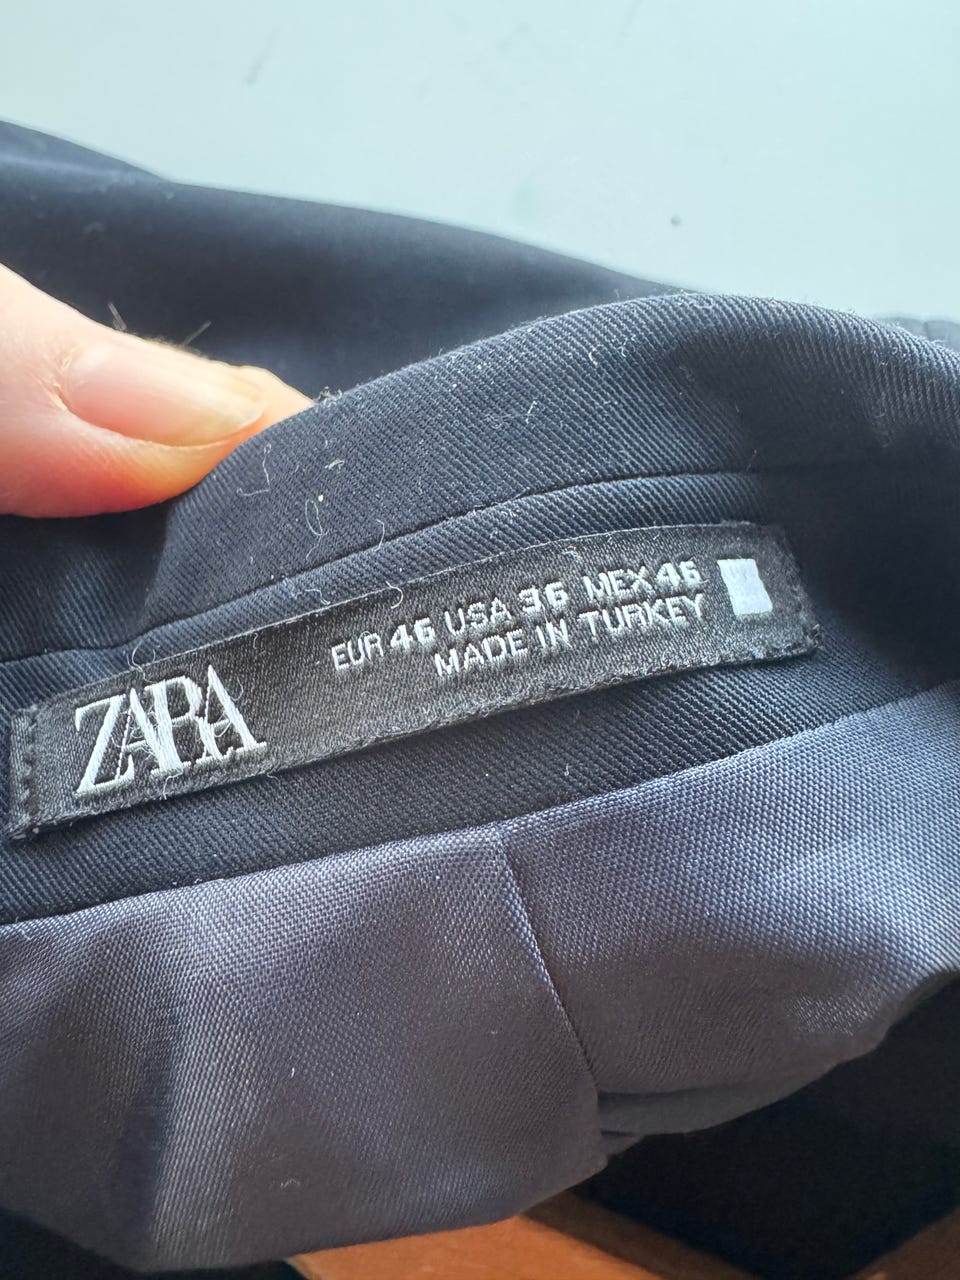 ZARA
EUR 46 USA 36 MEX 46
MADE IN TURKEY